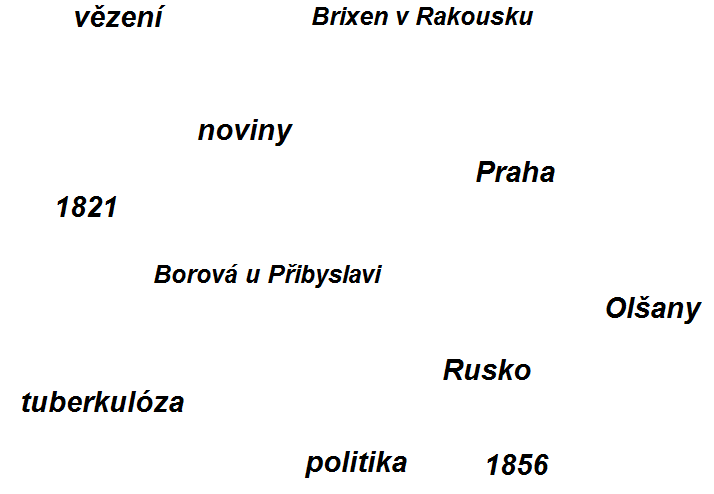 vězení
Brixen v Rakousku
noviny
Praha
1821
Borová u Přibyslavi
Olšany
Rusko
tuberkulóza
politika
1856